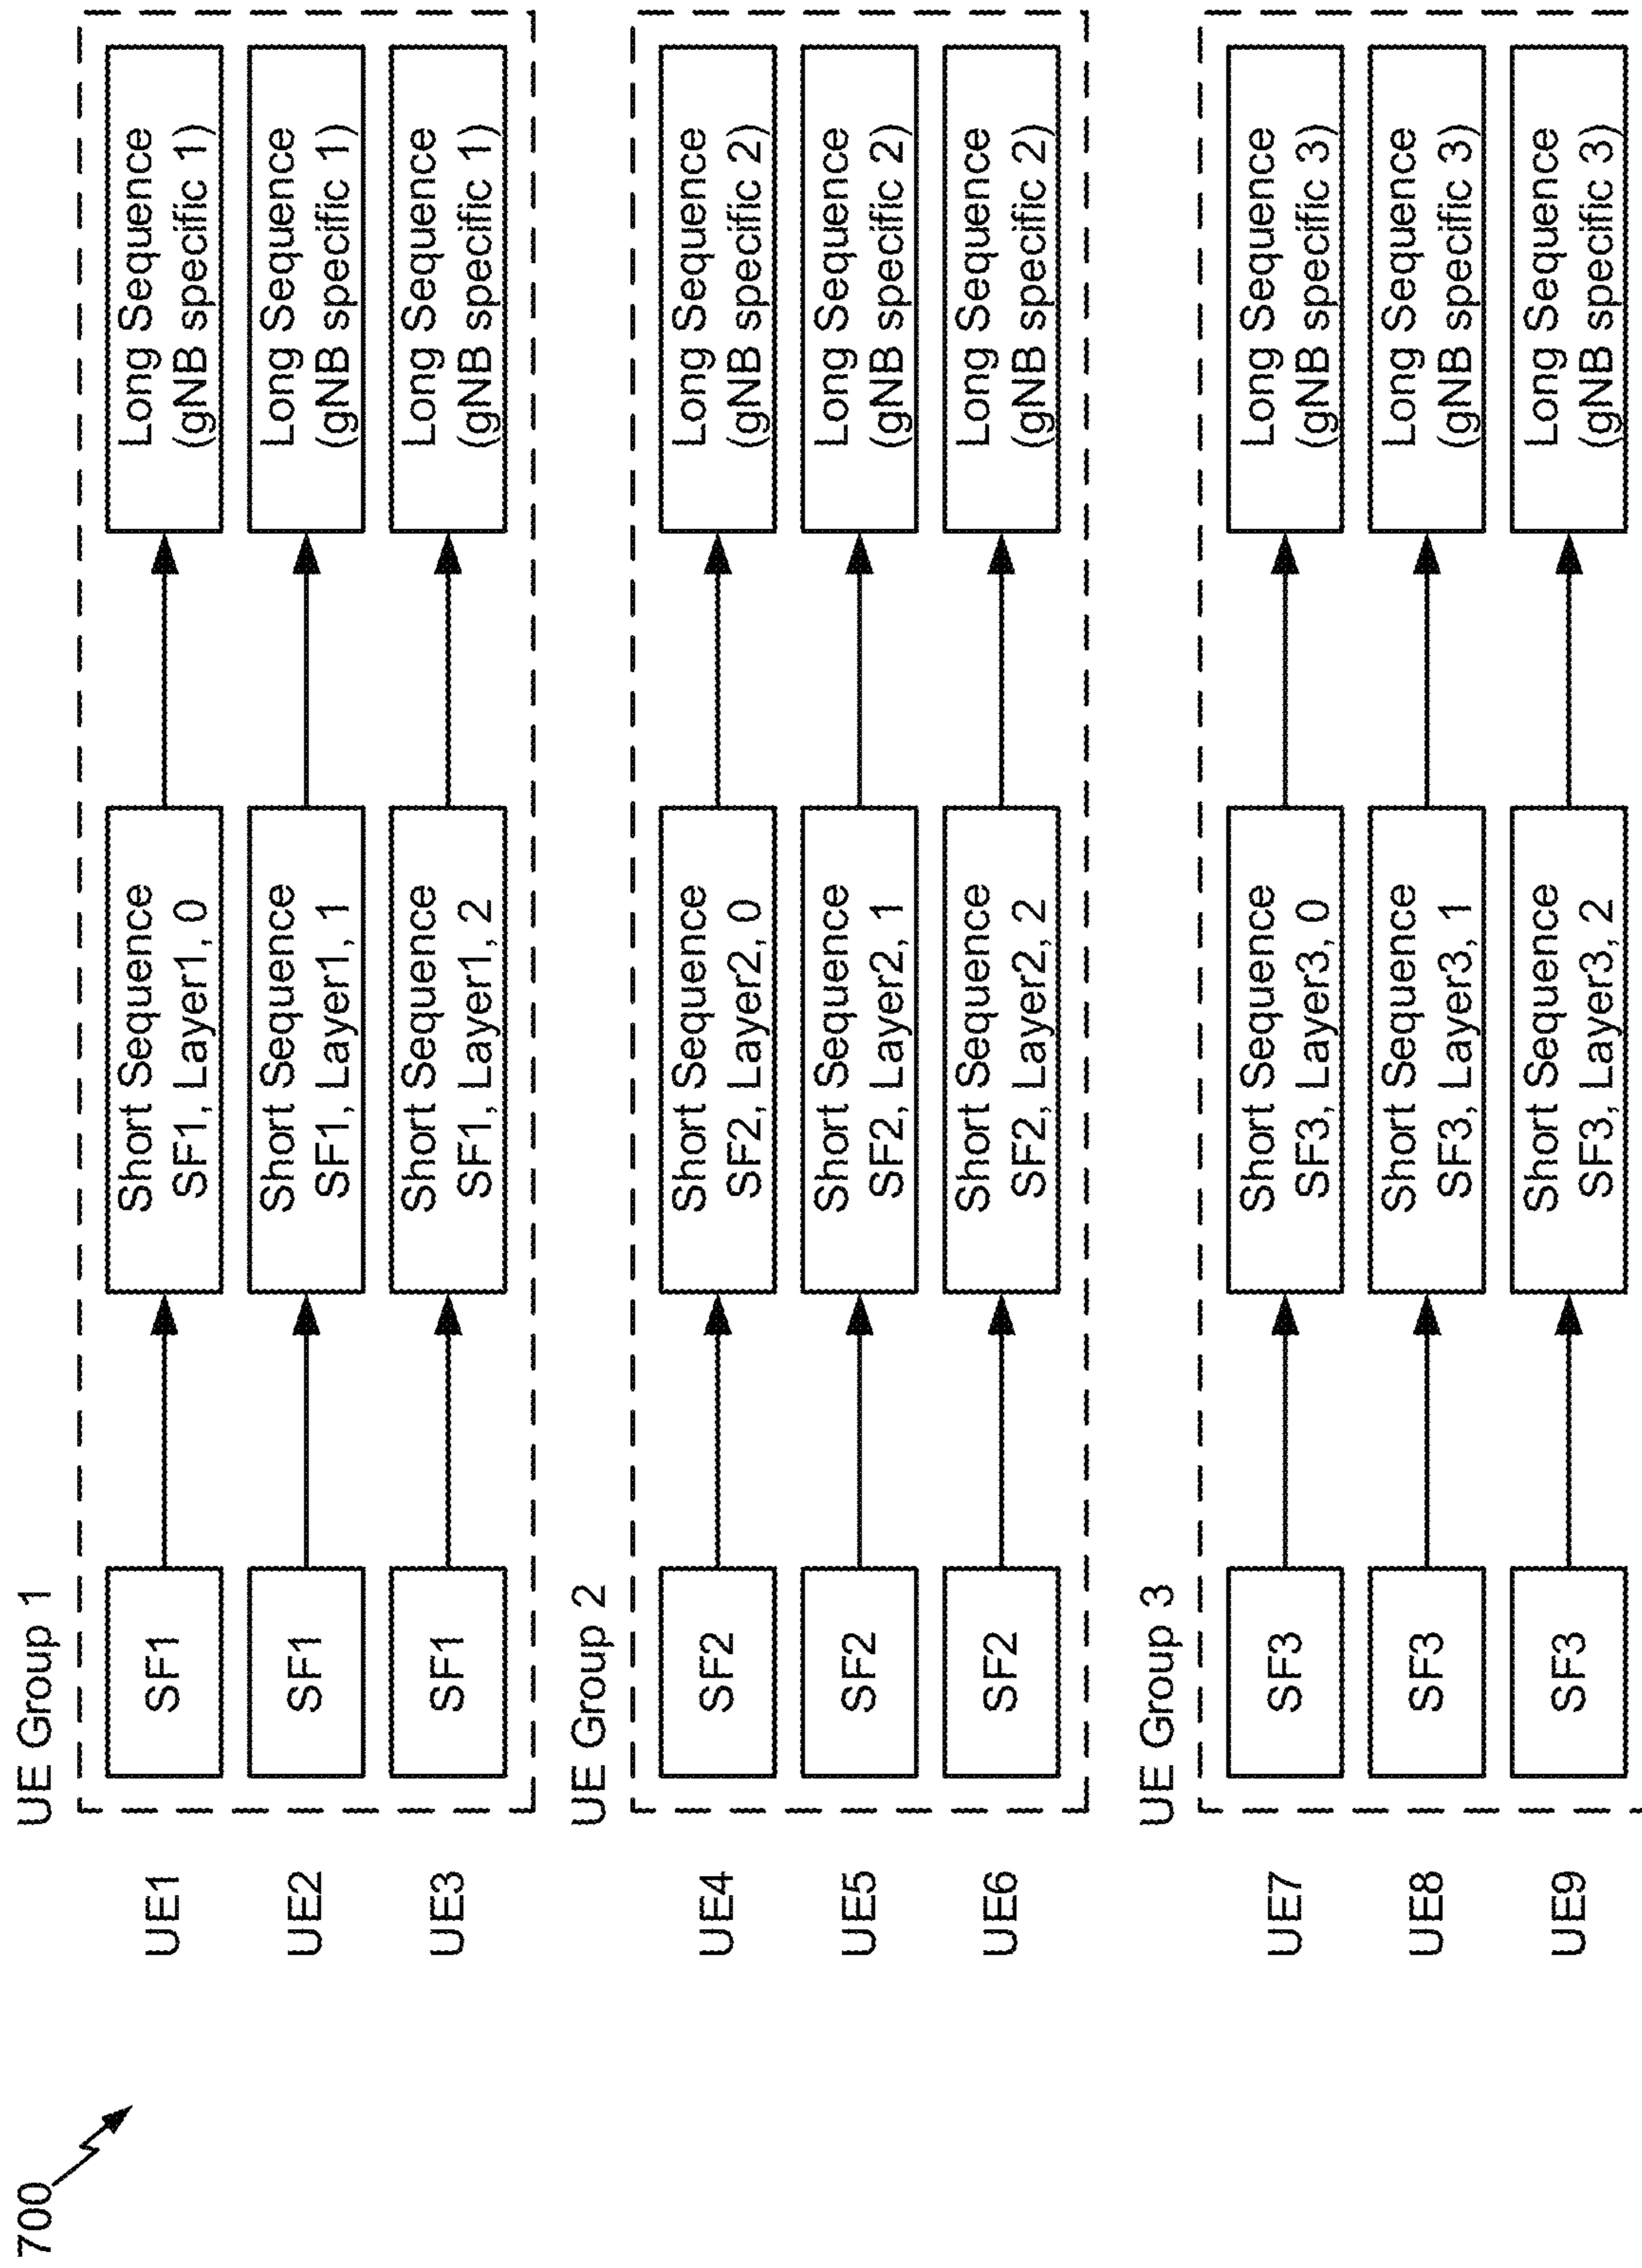 700
UE Group 1
UE1
SF1
Short Sequence
SF1, Layer1, 0
Long Sequence
(gNB specific 1)
UE2
SF1
Short Sequence
SF1, Layer1, 1
Long Sequence
(gNB specific 1)
UE3
SF1
Short Sequence
SF1, Layer1, 2
Long Sequence
(gNB specific 1)
UE Group 2
UE4
SF2
Short Sequence
SF2, Layer2, 0
Long Sequence
(gNB specific 2)
UE5
SF2
Short Sequence
SF2, Layer2, 1
Long Sequence
(gNB specific 2)
UE6
SF2
Short Sequence
SF2, Layer2, 2
Long Sequence
(gNB specific 2)
UE Group 3
UE7
SF3
Short Sequence
SF3, Layer3, 0
Long Sequence
(gNB specific 3)
UE8
SF3
Short Sequence
SF3, Layer3, 1
Long Sequence
(gNB specific 3)
UE9
SF3
Short Sequence
SF3, Layer3, 2
Long Sequence
(gNB specific 3)